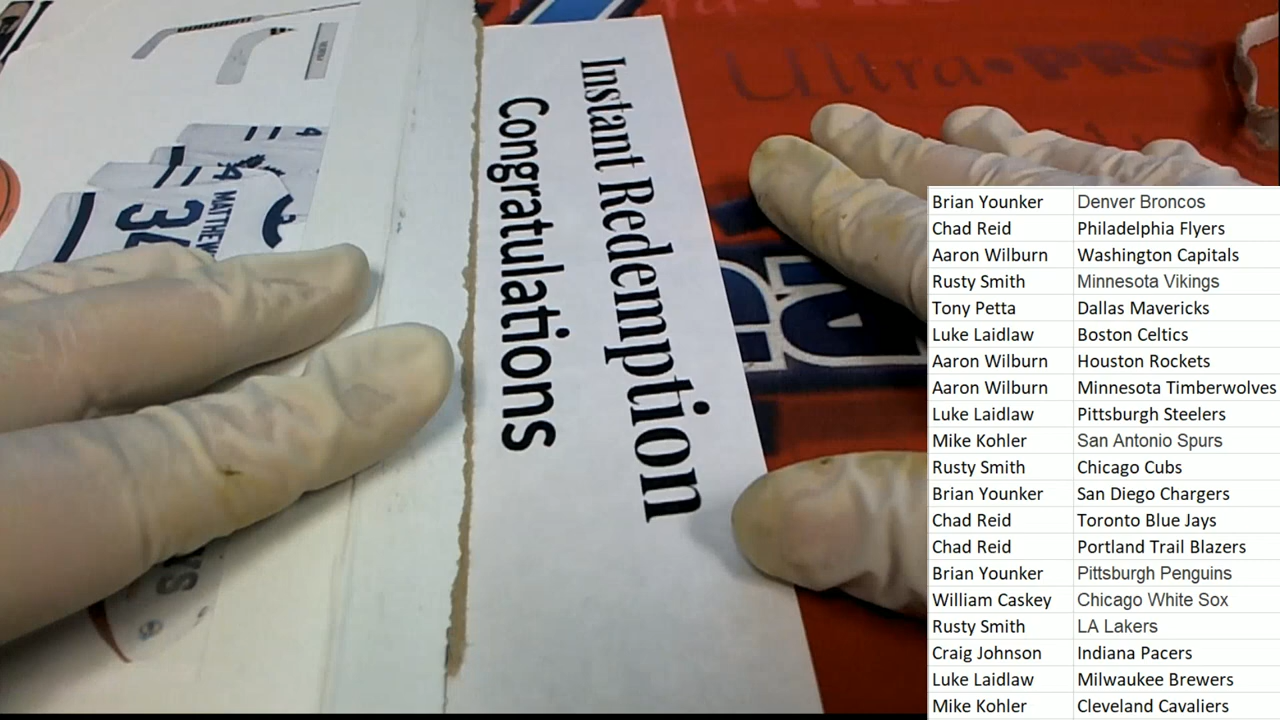 Instant Redemption
Congratulations
Ultra•PRO
MATTHEWS
34
Brian Younker Denver Broncos
Chad Reid Philadelphia Flyers
Aaron Wilburn Washington Capitals
Rusty Smith Minnesota Vikings
Tony Petta Dallas Mavericks
Luke Laidlaw Boston Celtics
Aaron Wilburn Houston Rockets
Aaron Wilburn Minnesota Timberwolves
Luke Laidlaw Pittsburgh Steelers
Mike Kohler San Antonio Spurs
Rusty Smith Chicago Cubs
Brian Younker San Diego Chargers
Chad Reid Toronto Blue Jays
Chad Reid Portland Trail Blazers
Brian Younker Pittsburgh Penguins
William Caskey Chicago White Sox
Rusty Smith LA Lakers
Craig Johnson Indiana Pacers
Luke Laidlaw Milwaukee Brewers
Mike Kohler Cleveland Cavaliers